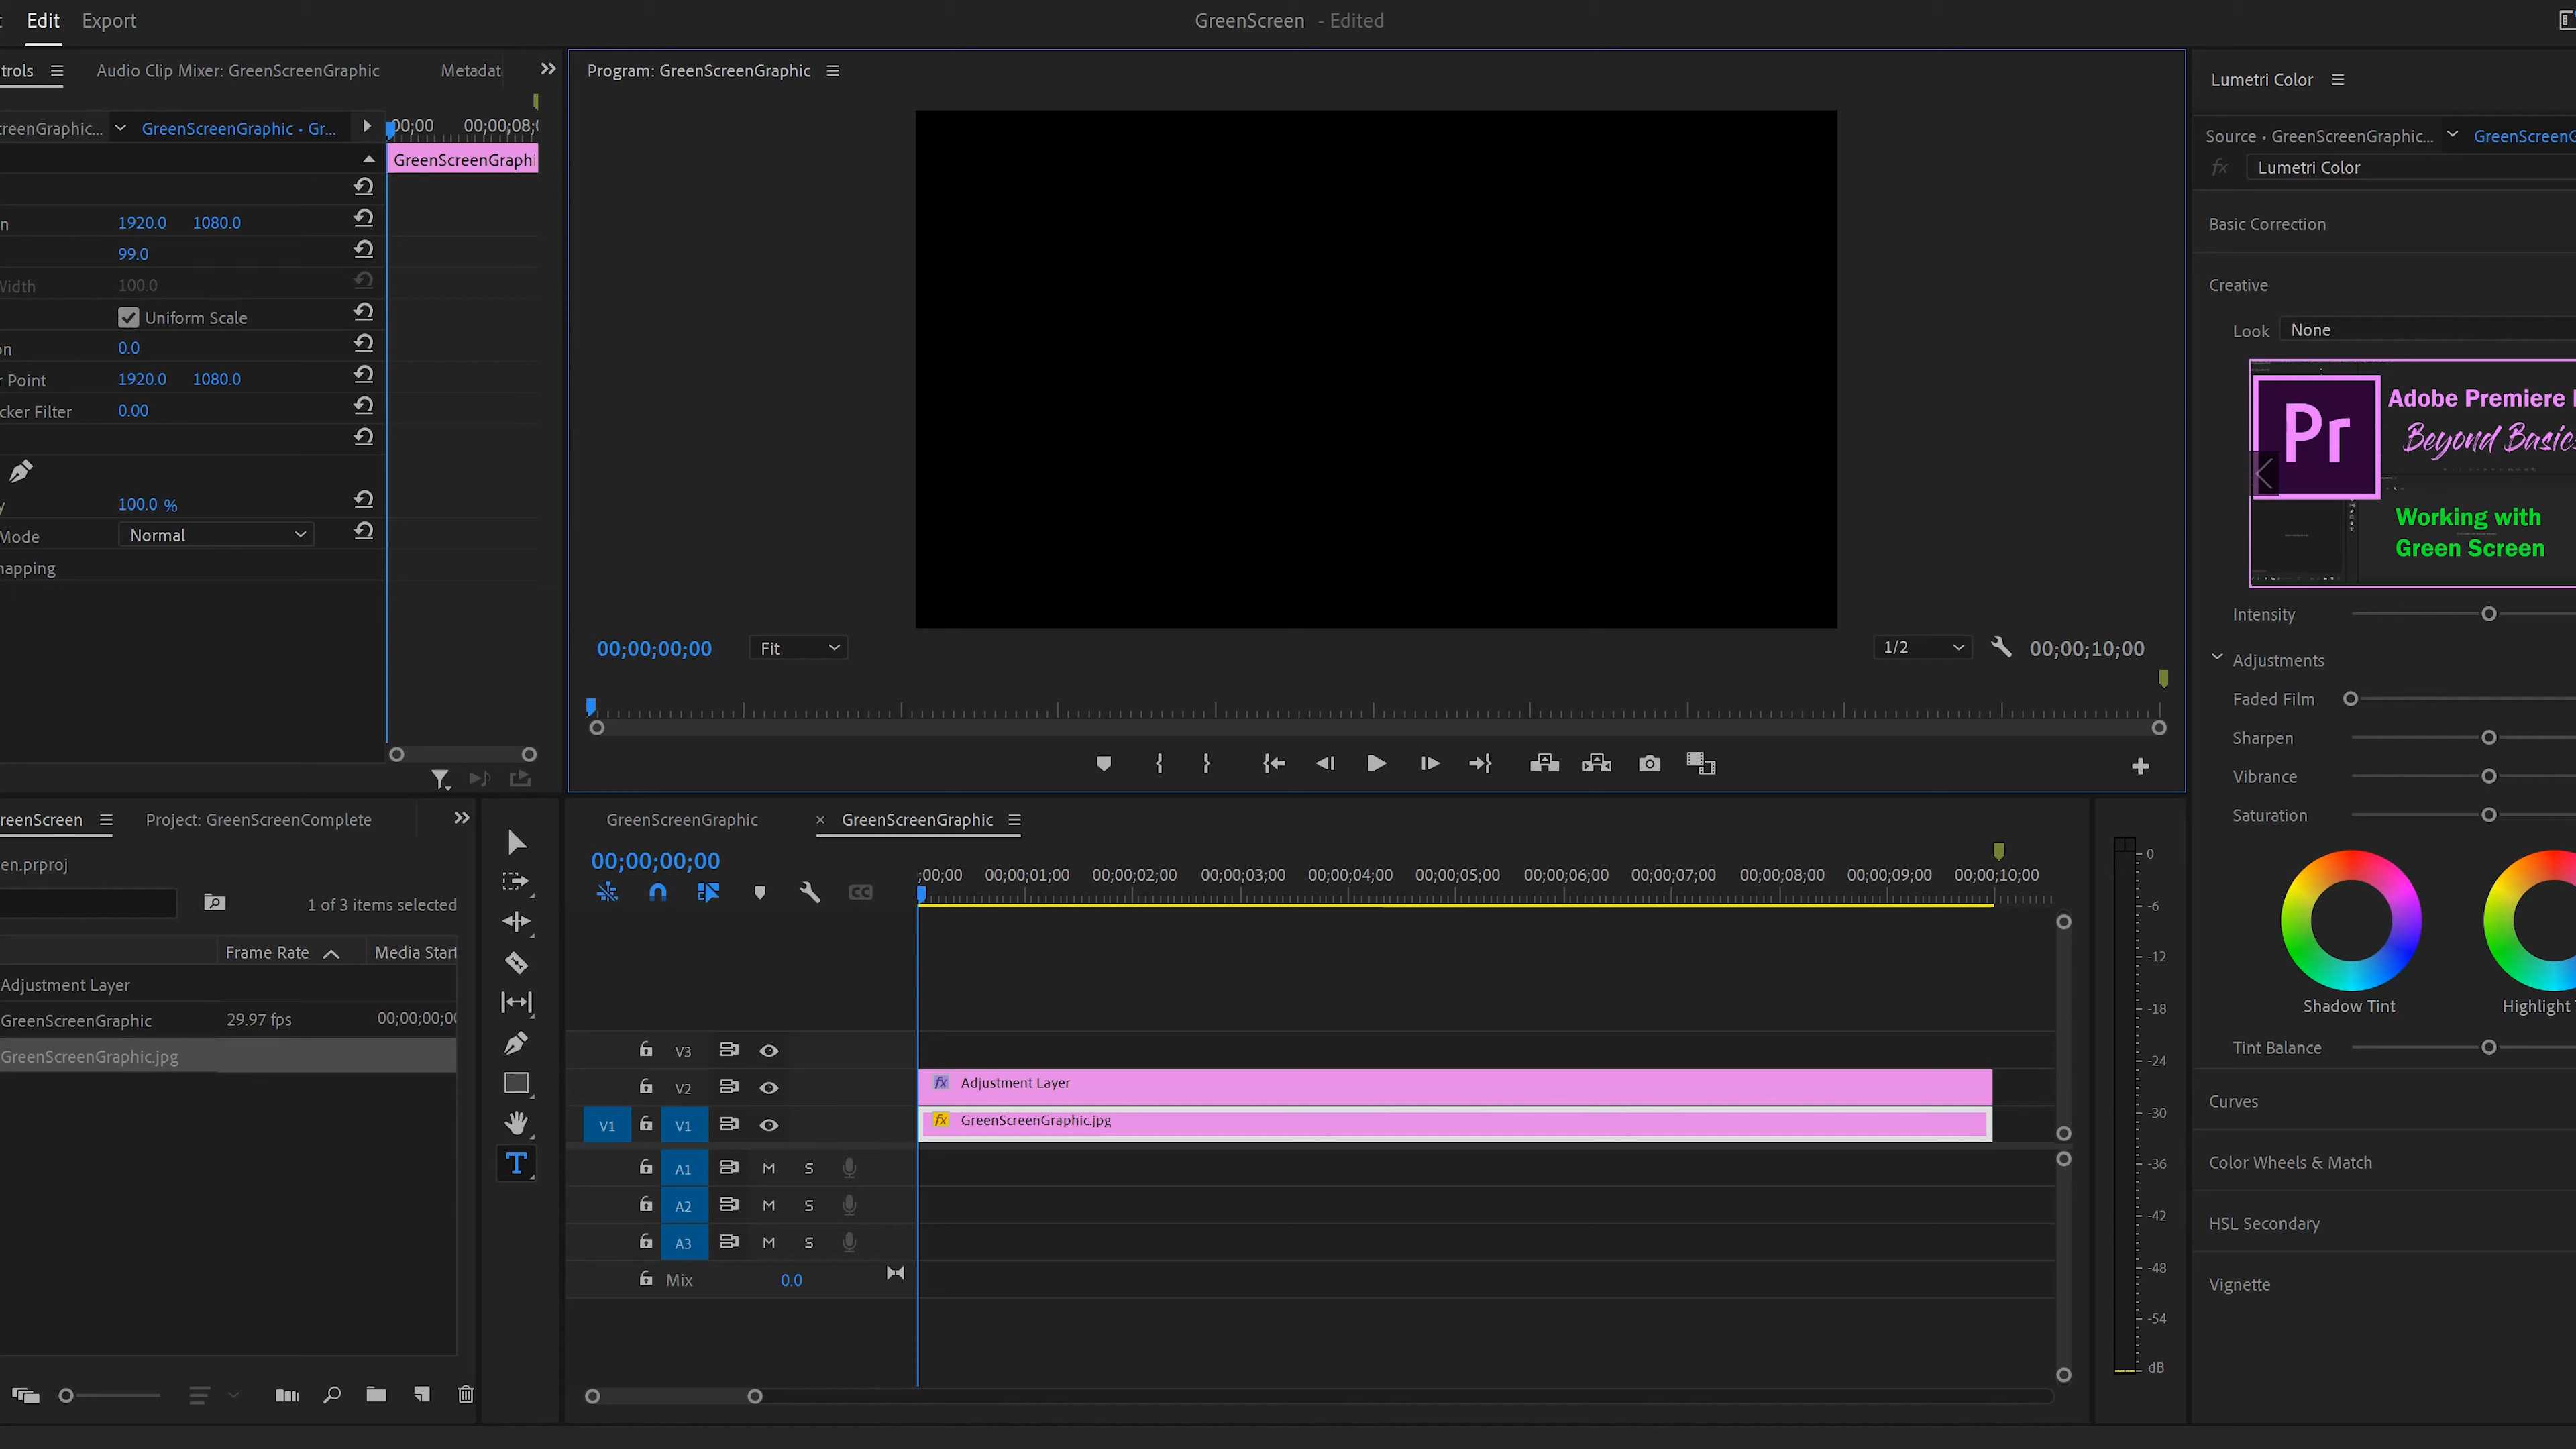 Edit
Export
GreenScreen - Edited
trols
Audio Clip Mixer: GreenScreenGraphic
Metadat
Program: GreenScreenGraphic
Lumetri Color
reenGraphic...
GreenScreenGraphic • Gr...
00;00
00;00;08;0
GreenScreenGraphi
Source • GreenScreenGraphic...
GreenScreenG
fx
Lumetri Color
n
1920.0
1080.0
99.0
Width
100.0
Uniform Scale
on
0.0
r Point
1920.0
1080.0
cker Filter
0.00
y
100.0 %
Mode
Normal
mapping
Basic Correction
Creative
Look
None
Pr
Adobe Premiere
Beyond Basic
Working with
Green Screen
Intensity
Adjustments
Faded Film
Sharpen
Vibrance
Saturation
Shadow Tint
Highlight
Tint Balance
Curves
Color Wheels & Match
HSL Secondary
Vignette
00;00;00;00
Fit
1/2
00;00;10;00
reenScreen
Project: GreenScreenComplete
en.prproj
1 of 3 items selected
Frame Rate
Media Start
Adjustment Layer
GreenScreenGraphic
29.97 fps
00;00;00;00
GreenScreenGraphic.jpg
GreenScreenGraphic
× GreenScreenGraphic
00;00;00;00
CC
;00;00
00;00;01;00
00;00;02;00
00;00;03;00
00;00;04;00
00;00;05;00
00;00;06;00
00;00;07;00
00;00;08;00
00;00;09;00
00;00;10;00
V3
V2
fx Adjustment Layer
V1
V1
fx GreenScreenGraphic.jpg
A1
M
S
A2
M
S
A3
M
S
Mix
0.0
T
0
-6
-12
-18
-24
-30
-36
-42
-48
-54
dB